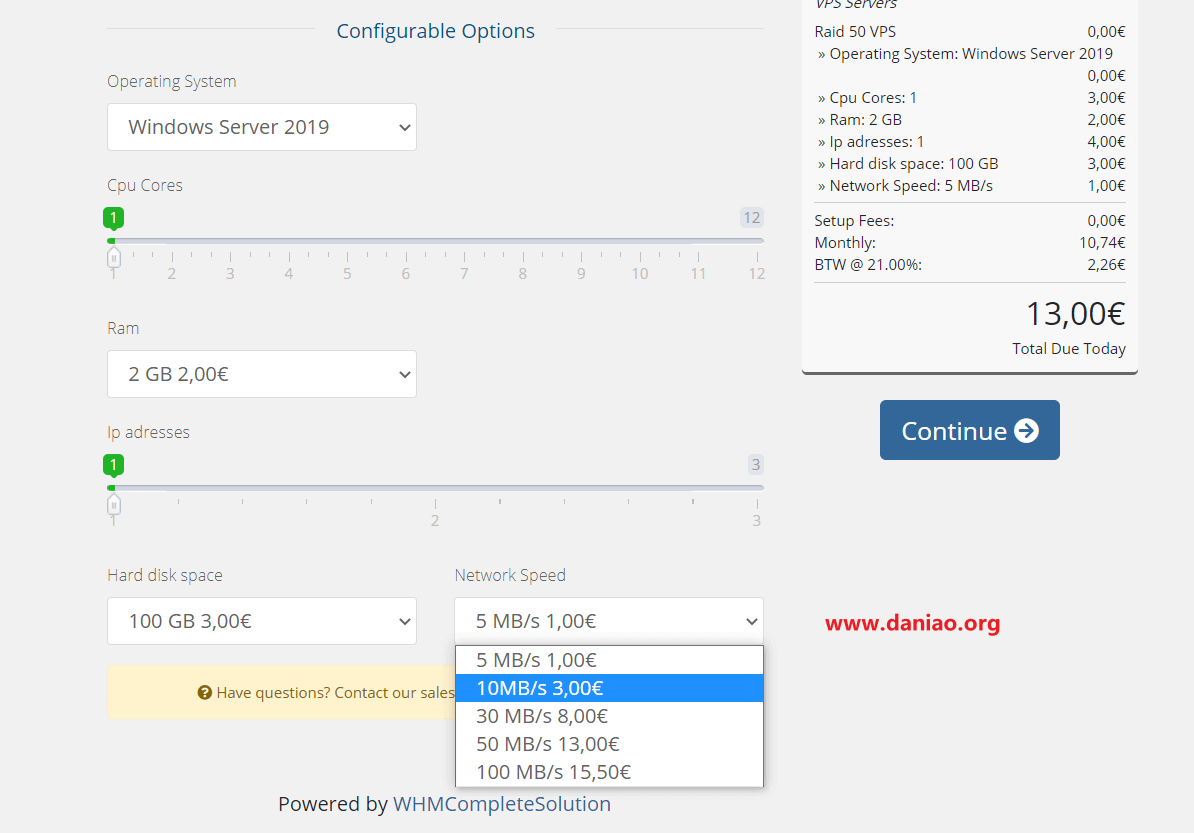 Configurable Options
Operating System
Windows Server 2019
Cpu Cores
1
12
1 2 3 4 5 6 7 8 9 10 11 12
Ram
2 GB 2,00€
Ip adresses
1
3
1 2 3
Hard disk space
100 GB 3,00€
Network Speed
5 MB/s 1,00€
5 MB/s 1,00€
10MB/s 3,00€
30 MB/s 8,00€
50 MB/s 13,00€
100 MB/s 15,50€
Have questions? Contact our sales
Powered by WHMCompleteSolution
VPS Servers
Raid 50 VPS 0,00€
» Operating System: Windows Server 2019
0,00€
» Cpu Cores: 1 3,00€
» Ram: 2 GB 2,00€
» Ip adresses: 1 4,00€
» Hard disk space: 100 GB 3,00€
» Network Speed: 5 MB/s 1,00€
Setup Fees: 0,00€
Monthly: 10,74€
BTW @ 21.00%: 2,26€
13,00€
Total Due Today
Continue
www.daniao.org